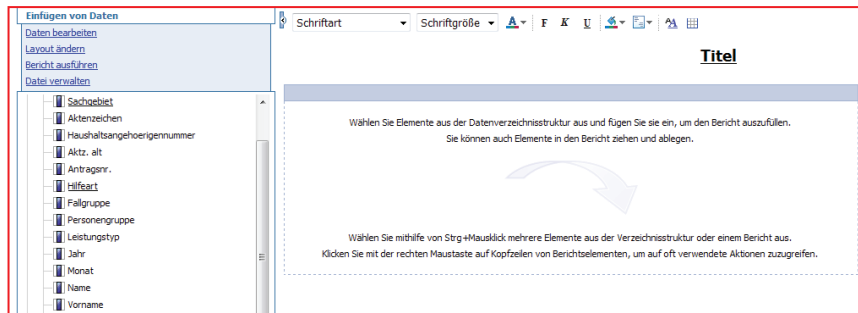 Einfügen von Daten
Daten bearbeiten
Layout ändern
Bericht ausführen
Datei verwalten
Sachgebiet
Aktenzeichen
Haushaltsangehoerigennummer
Aktz. alt
Antragsnr.
Hilfeart
Fallgruppe
Personengruppe
Leistungstyp
Jahr
Monat
Name
Vorname
Schriftart Schriftgröße A F K U
Titel
Wählen Sie Elemente aus der Datenverzeichnisstruktur aus und fügen Sie sie ein, um den Bericht auszufüllen.
Sie können auch Elemente in den Bericht ziehen und ablegen.
Wählen Sie mithilfe von Strg+Mausklick mehrere Elemente aus der Verzeichnisstruktur oder einem Bericht aus.
Klicken Sie mit der rechten Maustaste auf Kopfzeilen von Berichtselementen, um auf oft verwendete Aktionen zuzugreifen.